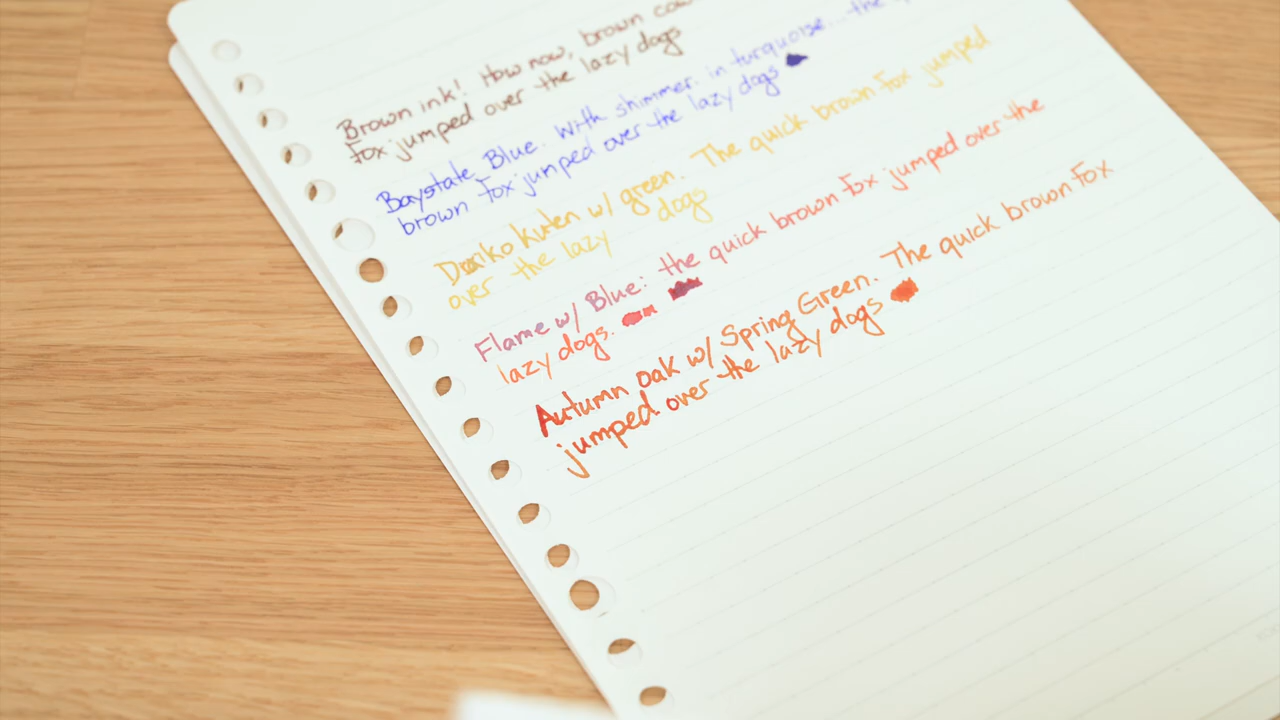 Brown ink! How now, brown cow
fox jumped over the lazy dogs
Baystate Blue. With shimmer. in turquoise... the
brown fox jumped over the lazy dogs
w/ green. The quick brown fox jumped
over the lazy dogs
Flame w/ Blue: the quick brown fox jumped over the
lazy dogs.
Autumn oak w/ Spring Green. The quick brown fox
jumped over the lazy dogs